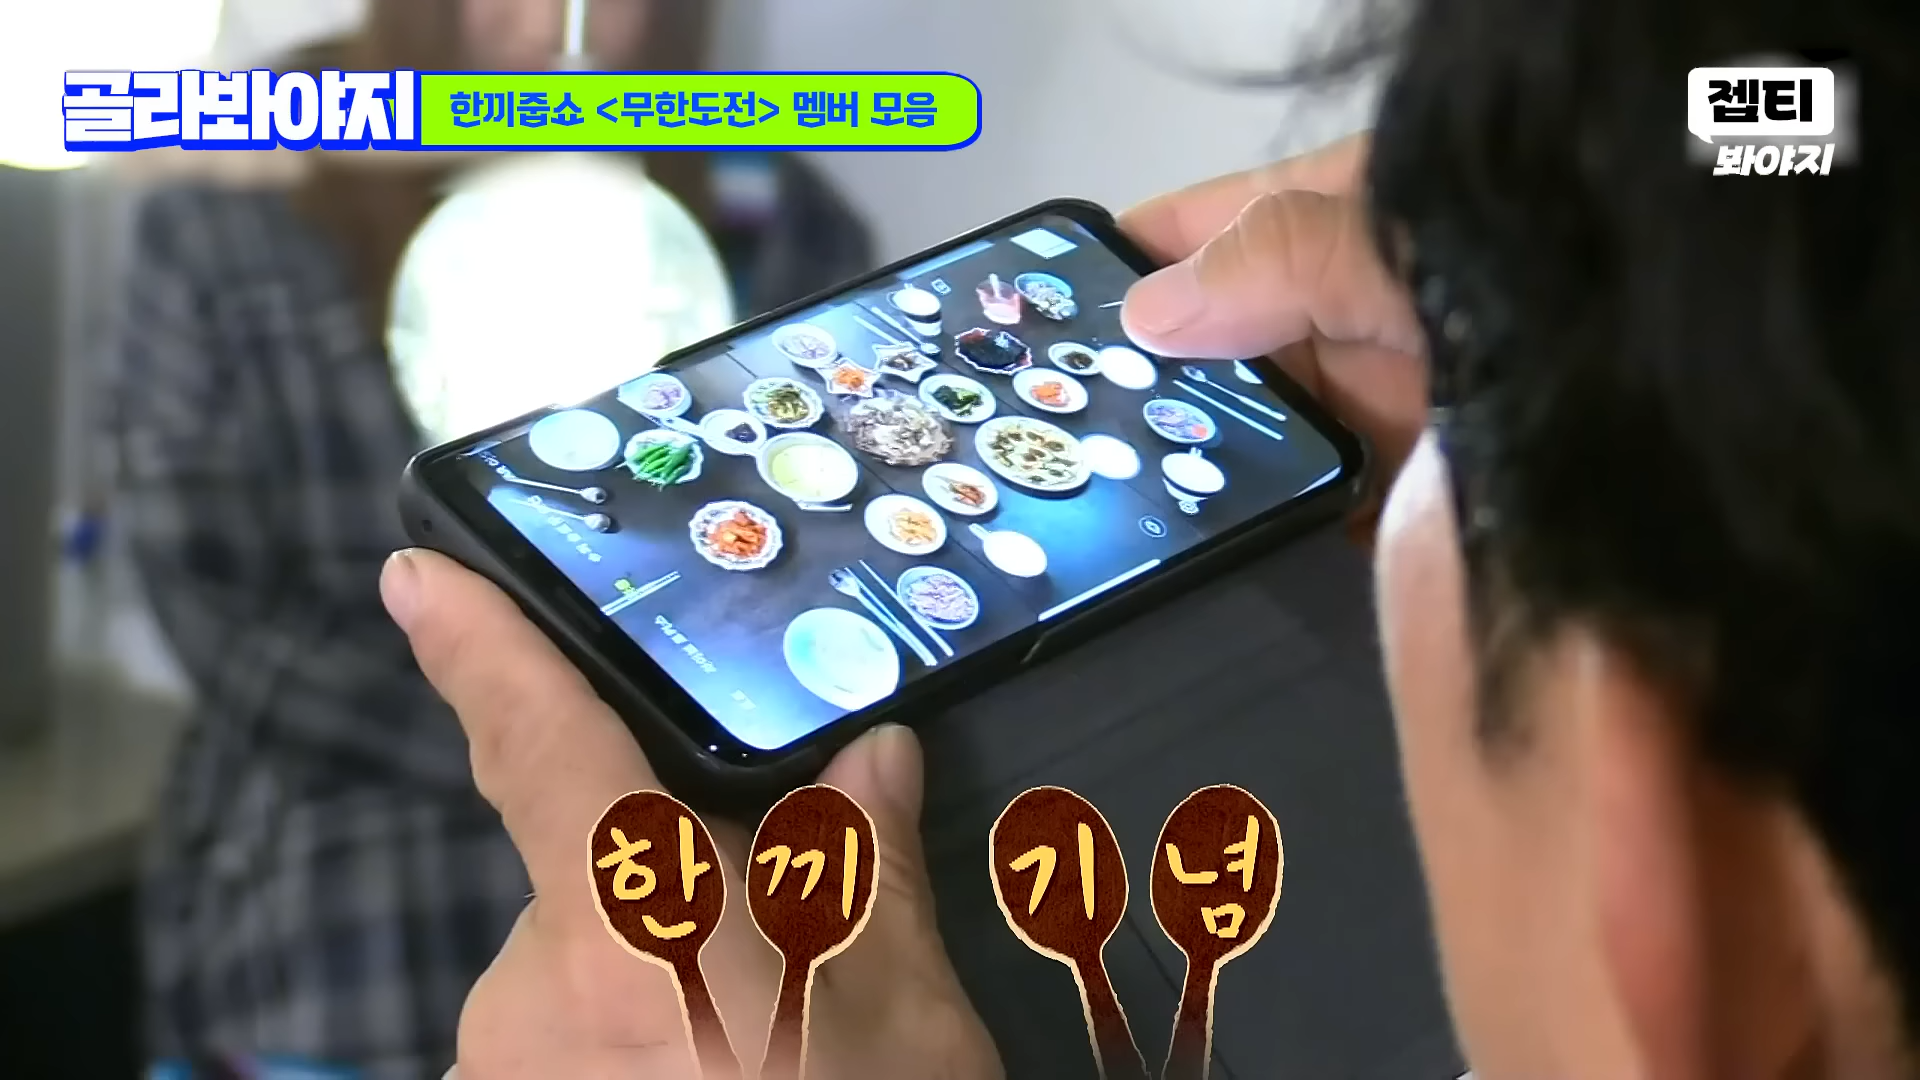 골라봐야지
한끼줍쇼 <무한도전> 멤버 모음
젭티
봐야지
한끼 기념